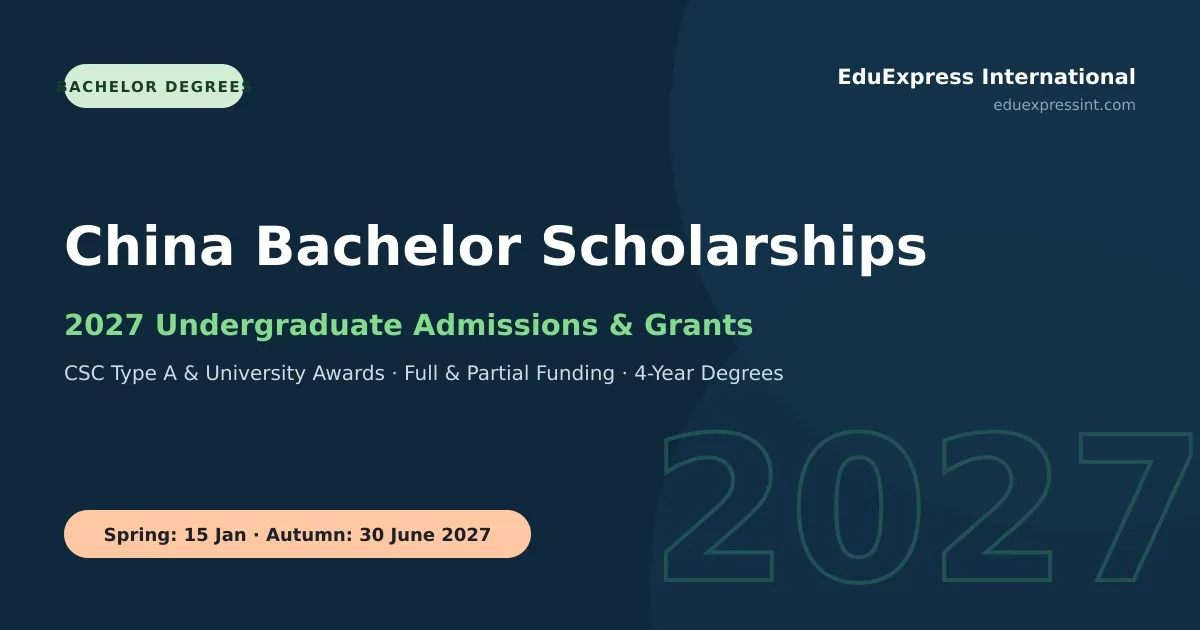 BACHELOR DEGREES
EduExpress International
eduexpressint.com
China Bachelor Scholarships
2027 Undergraduate Admissions & Grants
CSC Type A & University Awards · Full & Partial Funding · 4-Year Degrees
2027
Spring: 15 Jan · Autumn: 30 June 2027